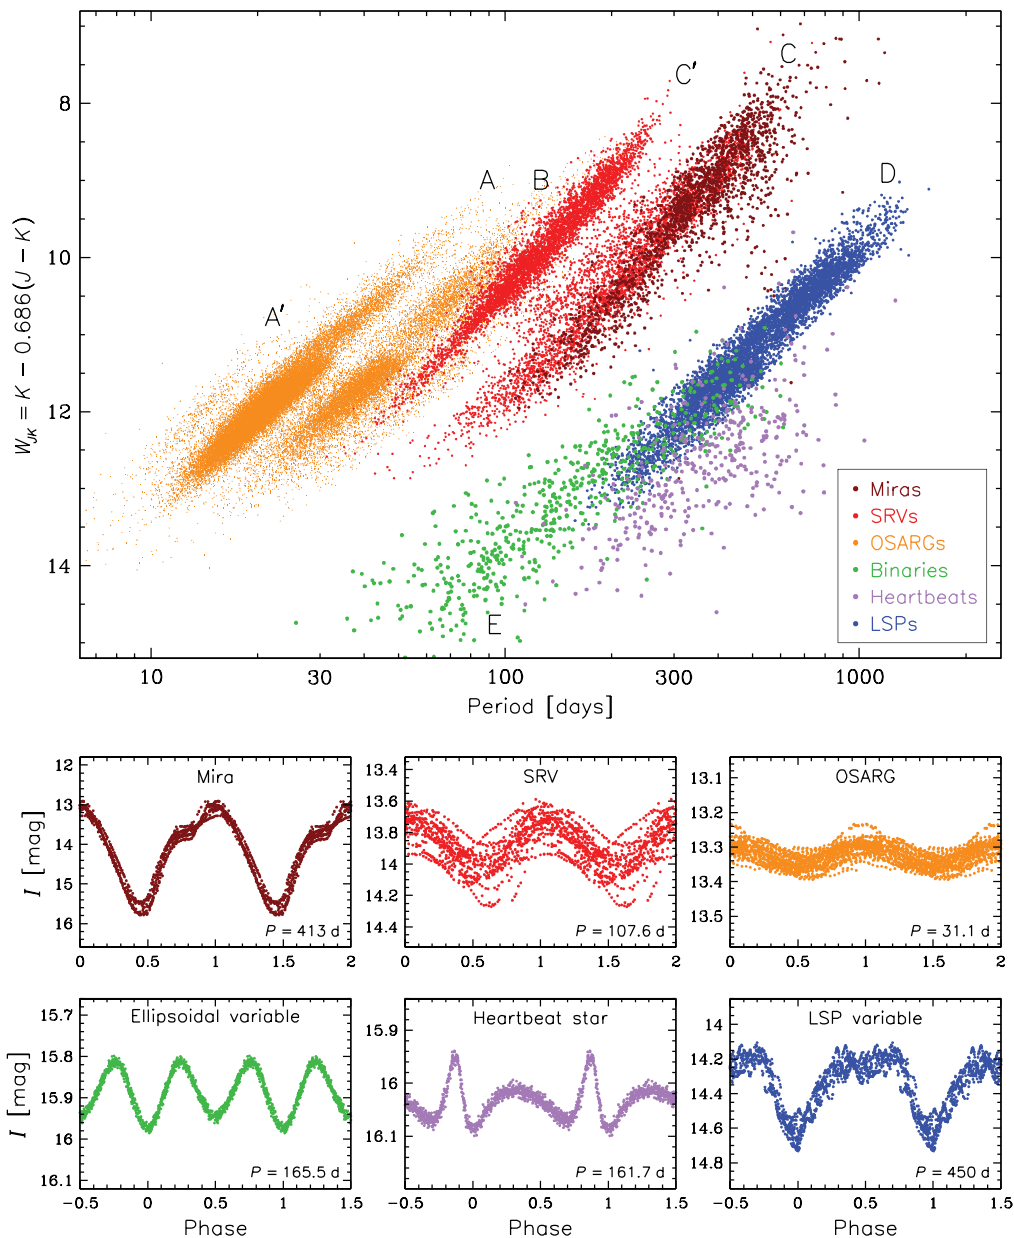 W_JK = K − 0.686(J − K)
8
10
12
14
A′
A
B
C′
C
D
E
Miras
SRVs
OSARGs
Binaries
Heartbeats
LSPs
10
30
100
300
1000
Period [days]
Mira
I [mag]
12
13
14
15
16
P = 413 d
0
0.5
1
1.5
2
SRV
13.4
13.6
13.8
14
14.2
14.4
P = 107.6 d
0
0.5
1
1.5
2
OSARG
13.1
13.2
13.3
13.4
13.5
P = 31.1 d
0
0.5
1
1.5
2
Ellipsoidal variable
I [mag]
15.7
15.8
15.9
16
16.1
P = 165.5 d
−0.5
0
0.5
1
1.5
Phase
Heartbeat star
15.9
16
16.1
P = 161.7 d
−0.5
0
0.5
1
1.5
Phase
LSP variable
14
14.2
14.4
14.6
14.8
P = 450 d
−0.5
0
0.5
1
1.5
Phase